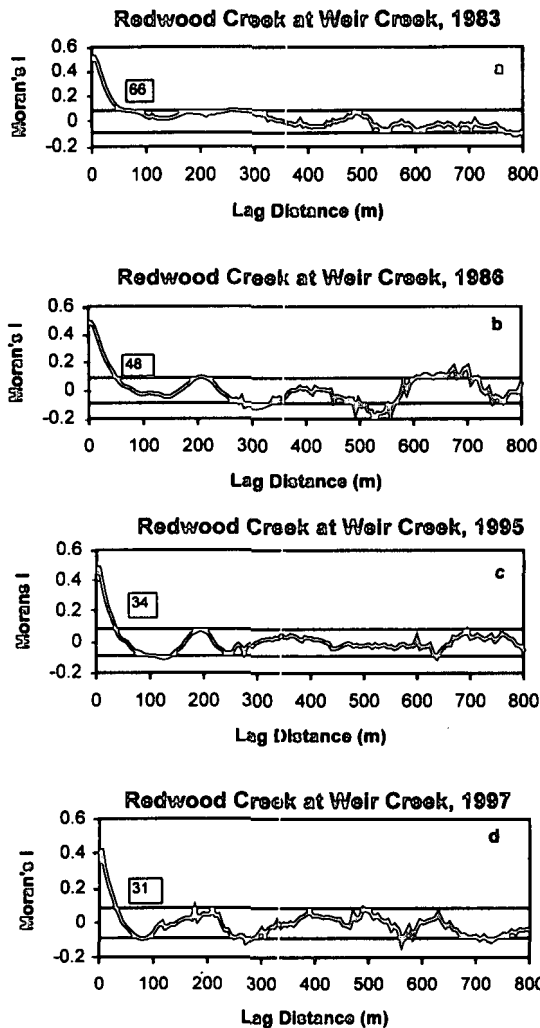 Redwood Creek at Weir Creek, 1983
0.6
0.4
0.2
0
-0.2
Moran's I
66
a
0 100 200 300 400 500 600 700 800
Lag Distance (m)
Redwood Creek at Weir Creek, 1986
0.6
0.4
0.2
0
-0.2
Moran's I
48
b
0 100 200 300 400 500 600 700 800
Lag Distance (m)
Redwood Creek at Weir Creek, 1995
0.6
0.4
0.2
0
-0.2
Morans I
34
c
0 100 200 300 400 500 600 700 800
Lag Distance (m)
Redwood Creek at Weir Creek, 1997
0.6
0.4
0.2
0
-0.2
Moran's I
31
d
0 100 200 300 400 500 600 700 800
Lag Distance (m)